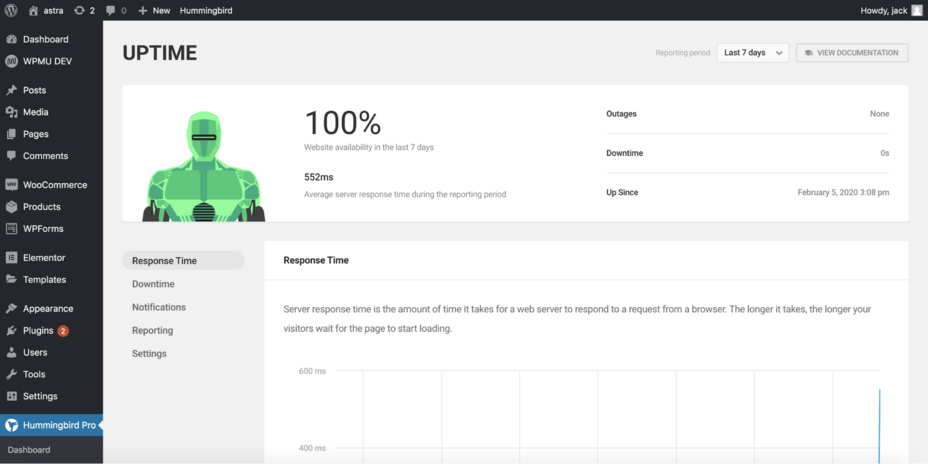 astra 2 0 New Hummingbird Howdy, jack
Dashboard
WPMU DEV
Posts
Media
Pages
Comments
WooCommerce
Products
WPForms
Elementor
Templates
Appearance
Plugins 2
Users
Tools
Settings
Hummingbird Pro
Dashboard
UPTIME
Reporting period Last 7 days VIEW DOCUMENTATION
100%
Website availability in the last 7 days
552ms
Average server response time during the reporting period
Outages None
Downtime 0s
Up Since February 5, 2020 3:08 pm
Response Time
Downtime
Notifications
Reporting
Settings
Response Time
Server response time is the amount of time it takes for a web server to respond to a request from a browser. The longer it takes, the longer your
visitors wait for the page to start loading.
600 ms
400 ms